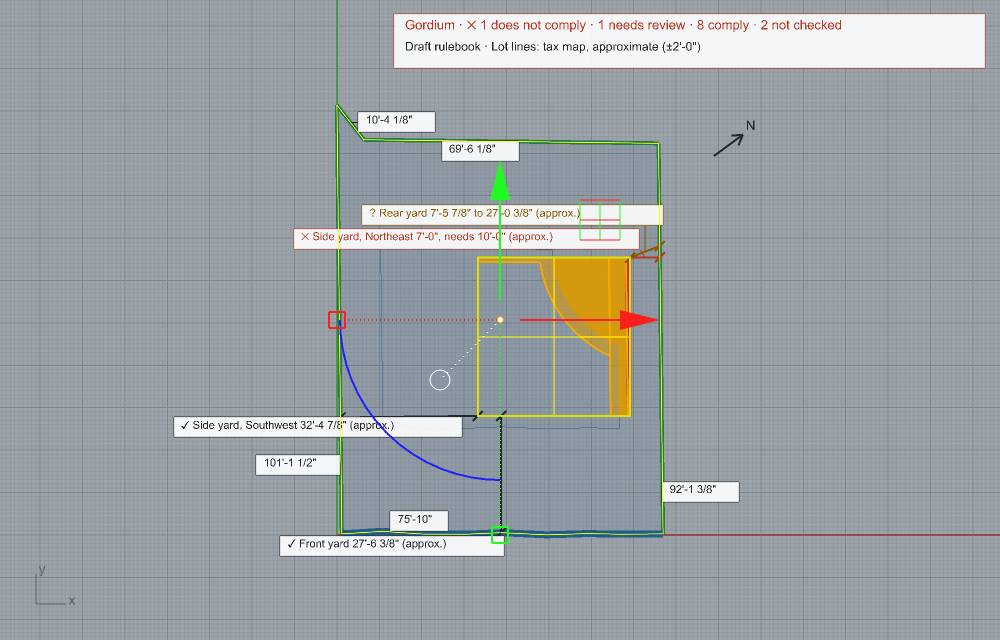 Gordium · ✕ 1 does not comply · 1 needs review · 8 comply · 2 not checked
Draft rulebook · Lot lines: tax map, approximate (±2'-0")
10'-4 1/8"
N
69'-6 1/8"
? Rear yard 7'-5 7/8" to 27'-0 3/8" (approx.)
✕ Side yard, Northeast 7'-0", needs 10'-0" (approx.)
✓ Side yard, Southwest 32'-4 7/8" (approx.)
101'-1 1/2"
92'-1 3/8"
75'-10"
✓ Front yard 27'-6 3/8" (approx.)
y
x